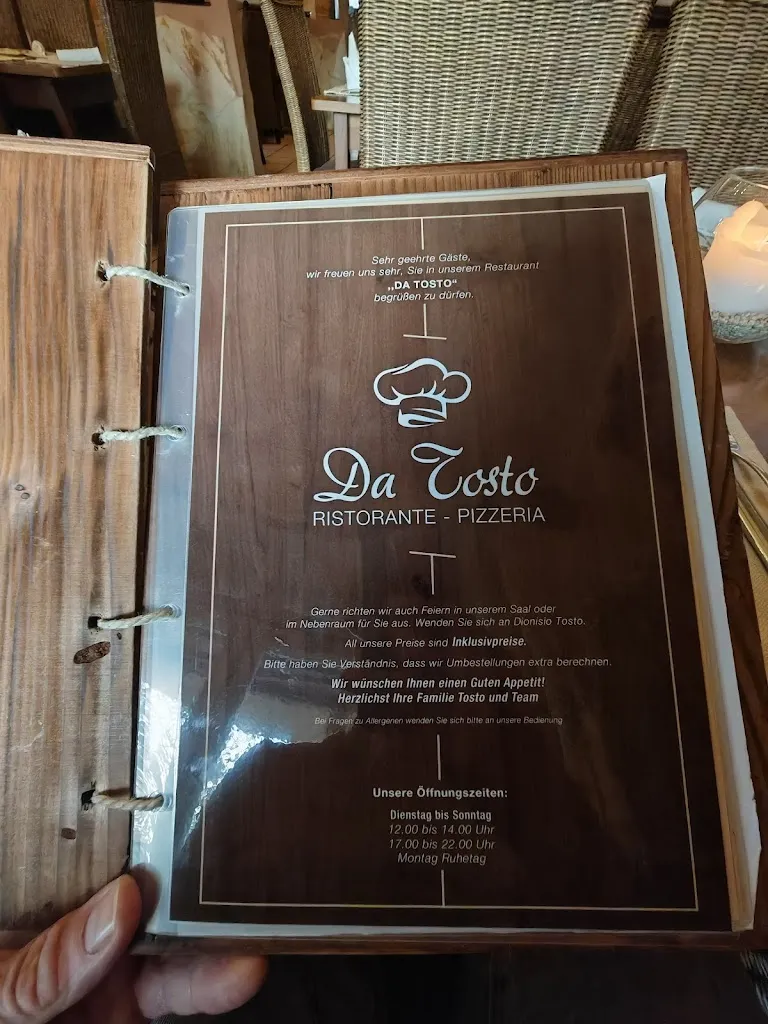 Sehr geehrte Gäste,
wir freuen uns sehr, Sie in unserem Restaurant
„DA TOSTO"
begrüßen zu dürfen.
Da Tosto
RISTORANTE - PIZZERIA
Gerne richten wir auch Feiern in unserem Saal oder
im Nebenraum für Sie aus. Wenden Sie sich an Dionisio Tosto.
All unsere Preise sind Inklusivpreise.
Bitte haben Sie Verständnis, dass wir Umbestellungen extra berechnen.
Wir wünschen Ihnen einen Guten Appetit!
Herzlichst Ihre Familie Tosto und Team
Bei Fragen zu Allergenen wenden Sie sich bitte an unsere Bedienung
Unsere Öffnungszeiten:
Dienstag bis Sonntag
12.00 bis 14.00 Uhr
17.00 bis 22.00 Uhr
Montag Ruhetag